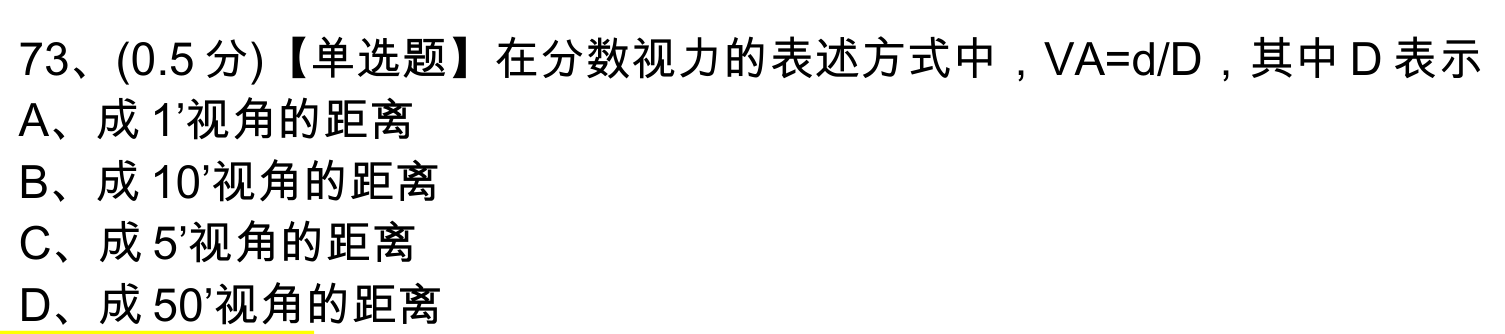 73、(0.5 分)【单选题】在分数视力的表述方式中，VA=d/D，其中 D 表示
A、成 1’视角的距离
B、成 10’视角的距离
C、成 5’视角的距离
D、成 50’视角的距离